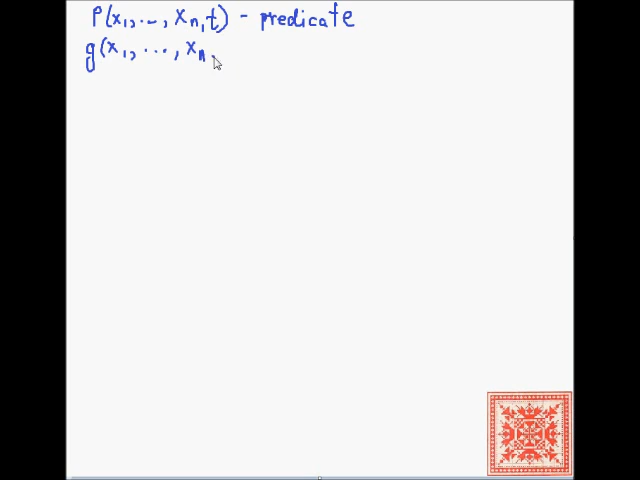 P(x₁, ..., xₙ, t) - predicate
g(x₁, ..., xₙ